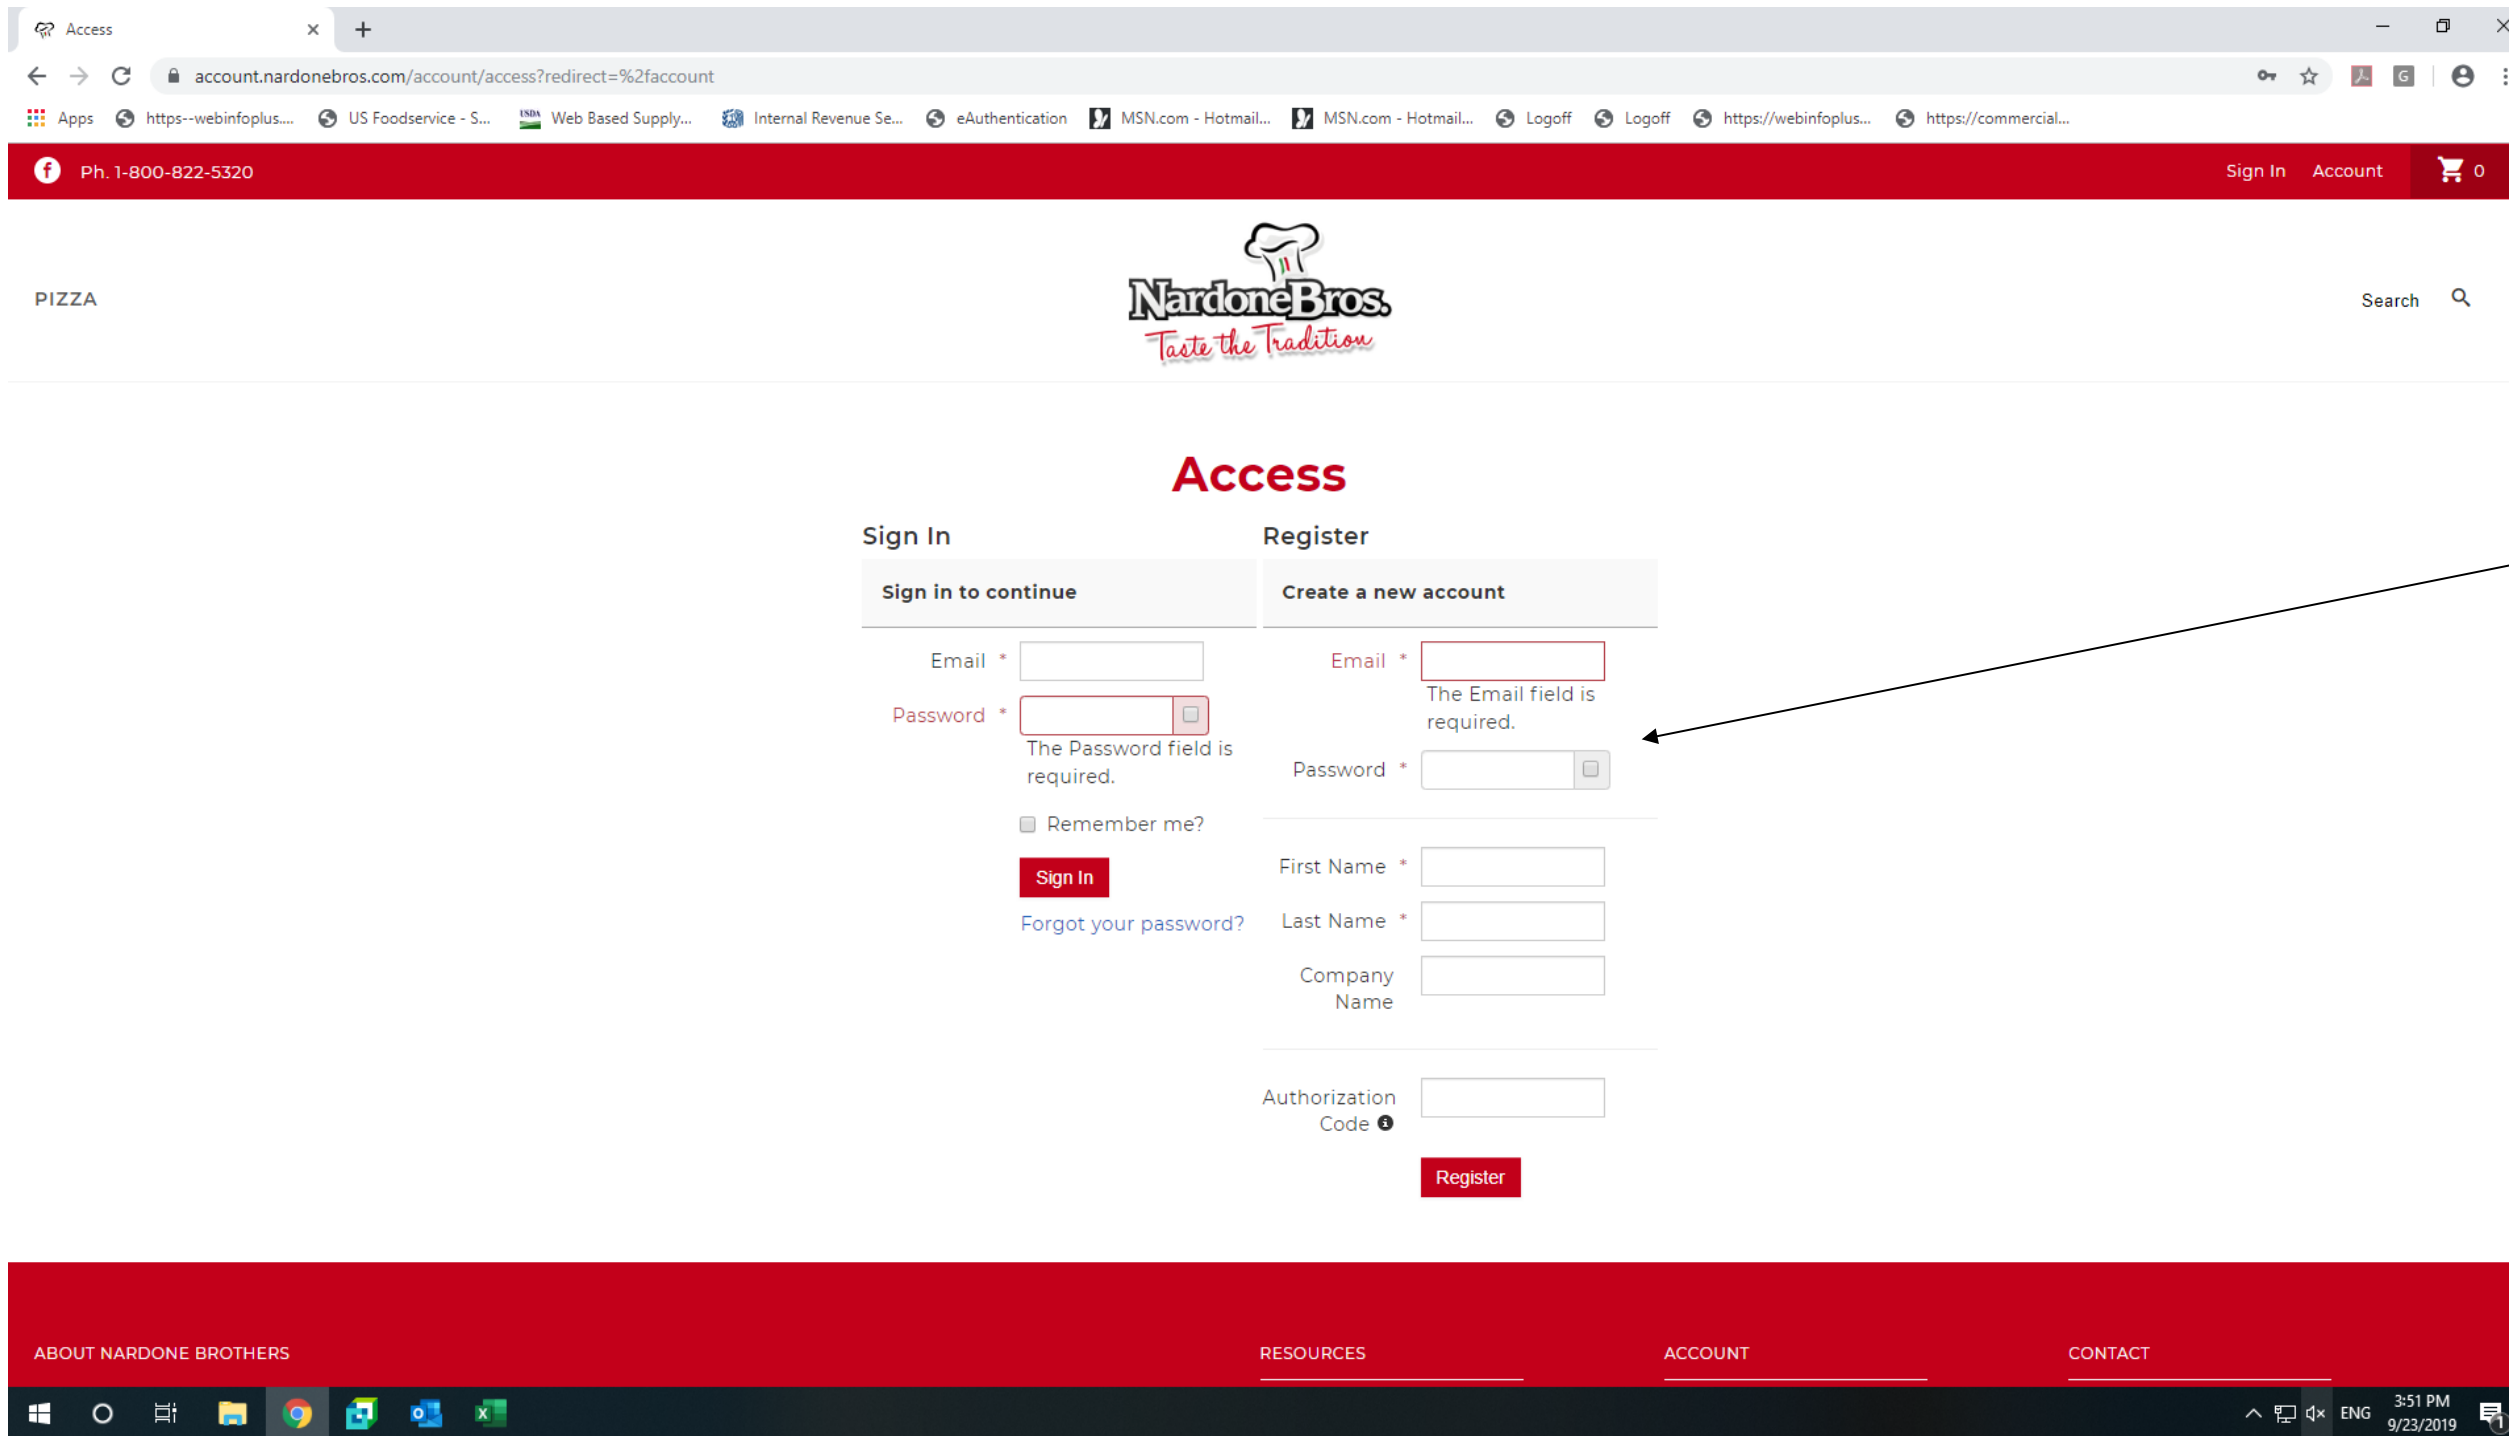 Access
account.nardonebros.com/account/access?redirect=%2faccount
G
Apps https--webinfoplus.... US Foodservice - S... USDA Web Based Supply... Internal Revenue Se... eAuthentication MSN.com - Hotmail... MSN.com - Hotmail... Logoff Logoff https://webinfoplus... https://commercial...
f Ph. 1-800-822-5320 Sign In Account 0
PIZZA
NardoneBros.
Taste the Tradition
Search
Access
Sign In
Sign in to continue
Email *
Password *
The Password field is
required.
Remember me?
Sign In
Forgot your password?
Register
Create a new account
Email *
The Email field is
required.
Password *
First Name *
Last Name *
Company
Name
Authorization
Code
Register
ABOUT NARDONE BROTHERS RESOURCES ACCOUNT CONTACT
ENG
3:51 PM
9/23/2019
1